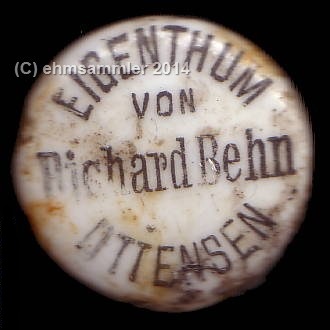 (C) ehmsammler 2014
EIGENTHUM
VON
Richard Behn
OTTENSEN